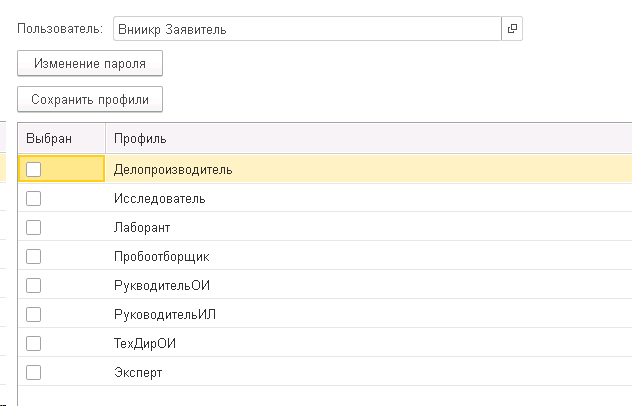 Пользователь: Вниикр Заявитель
Изменение пароля
Сохранить профили
Выбран Профиль
Делопроизводитель
Исследователь
Лаборант
Пробоотборщик
РукводительОИ
РуководительИЛ
ТехДирОИ
Эксперт